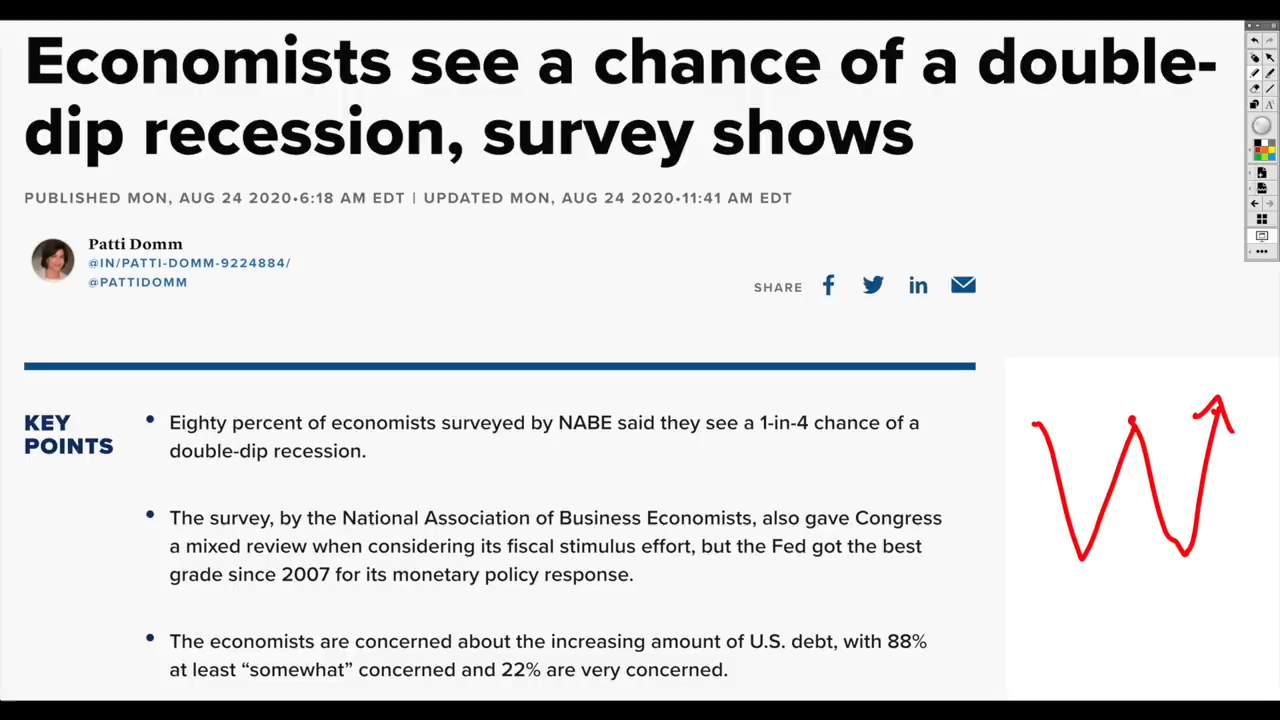 Economists see a chance of a double-
dip recession, survey shows
PUBLISHED MON, AUG 24 2020•6:18 AM EDT | UPDATED MON, AUG 24 2020•11:41 AM EDT
Patti Domm
@IN/PATTI-DOMM-9224884/
@PATTIDOMM
SHARE
KEY
POINTS
• Eighty percent of economists surveyed by NABE said they see a 1-in-4 chance of a
double-dip recession.
• The survey, by the National Association of Business Economists, also gave Congress
a mixed review when considering its fiscal stimulus effort, but the Fed got the best
grade since 2007 for its monetary policy response.
• The economists are concerned about the increasing amount of U.S. debt, with 88%
at least “somewhat” concerned and 22% are very concerned.